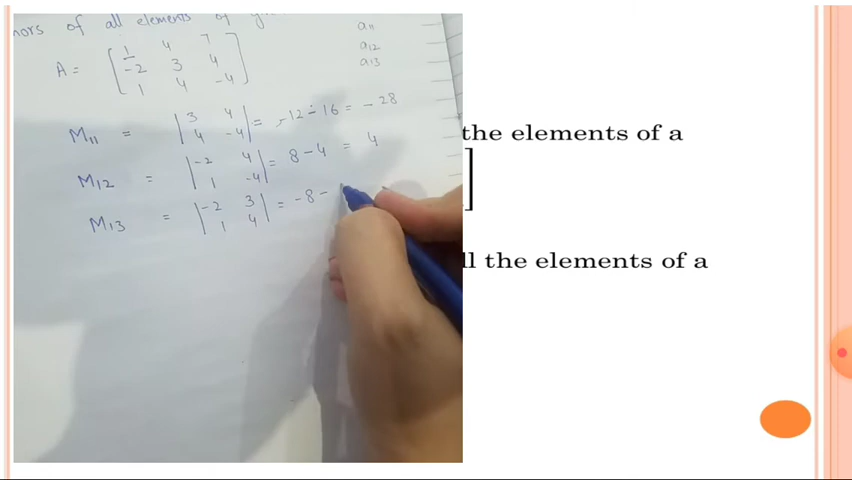 nors of all elements of
a11
a12
a13
A = [ 1 4 7
-2 3 4
1 4 -4 ]
M11 = | 3 4
4 -4 | = -12 - 16 = -28
M12 = | -2 4
1 -4 | = 8 - 4 = 4
M13 = | -2 3
1 4 | = -8 -
the elements of a
]
ll the elements of a